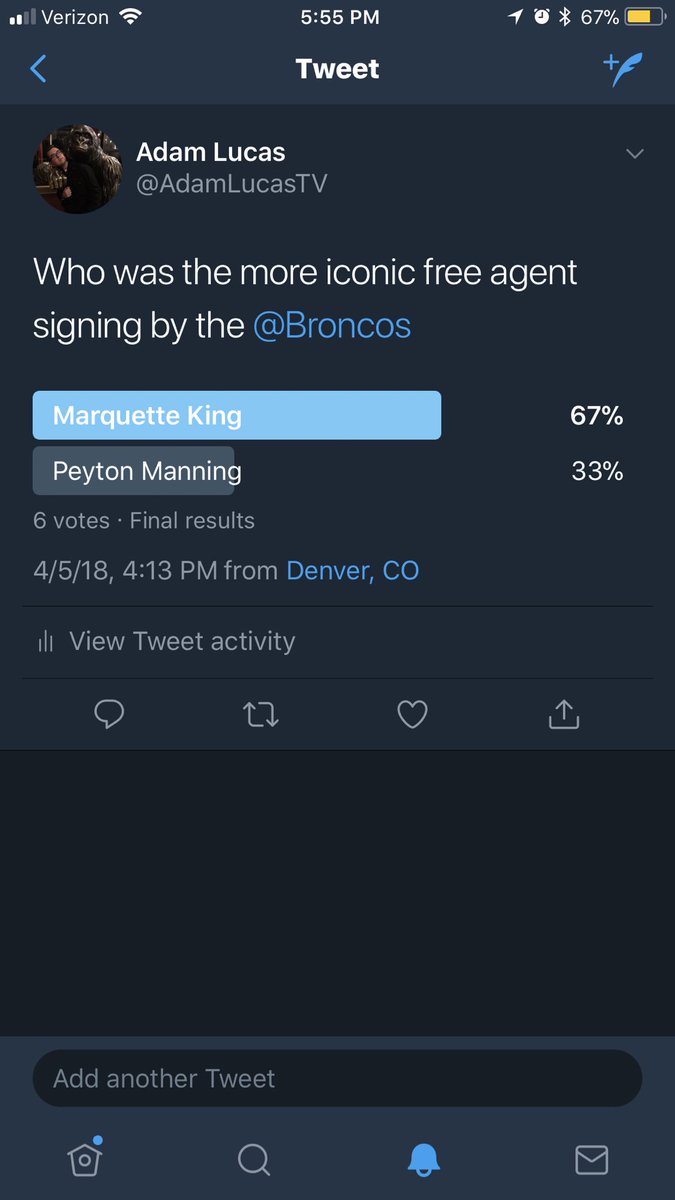 Verizon 5:55 PM 67%
Tweet
Adam Lucas
@AdamLucasTV
Who was the more iconic free agent
signing by the @Broncos
Marquette King 67%
Peyton Manning 33%
6 votes · Final results
4/5/18, 4:13 PM from Denver, CO
View Tweet activity
Add another Tweet